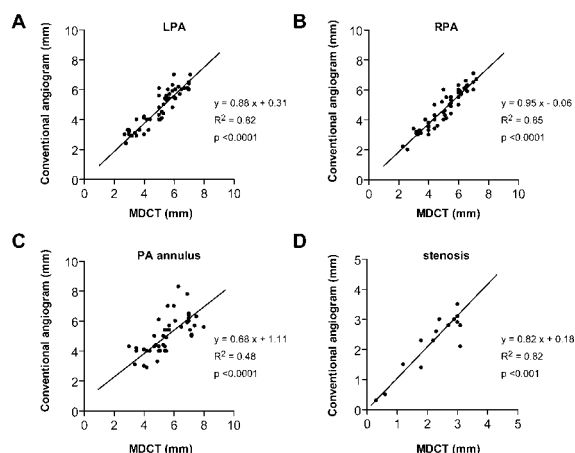 A
LPA
Conventional angiogram (mm)
10
8
6
4
2
0
0 2 4 6 8 10
MDCT (mm)
y = 0.88 x + 0.31
R2 = 0.82
p <0.0001
B
RPA
Conventional angiogram (mm)
10
8
6
4
2
0
0 2 4 6 8 10
MDCT (mm)
y = 0.95 x - 0.06
R2 = 0.85
p <0.0001
C
PA annulus
Conventional angiogram (mm)
10
8
6
4
2
0
0 2 4 6 8 10
MDCT (mm)
y = 0.68 x + 1.11
R2 = 0.48
p <0.0001
D
stenosis
Conventional angiogram (mm)
5
4
3
2
1
0
0 1 2 3 4 5
MDCT (mm)
y = 0.82 x + 0.18
R2 = 0.82
p <0.001